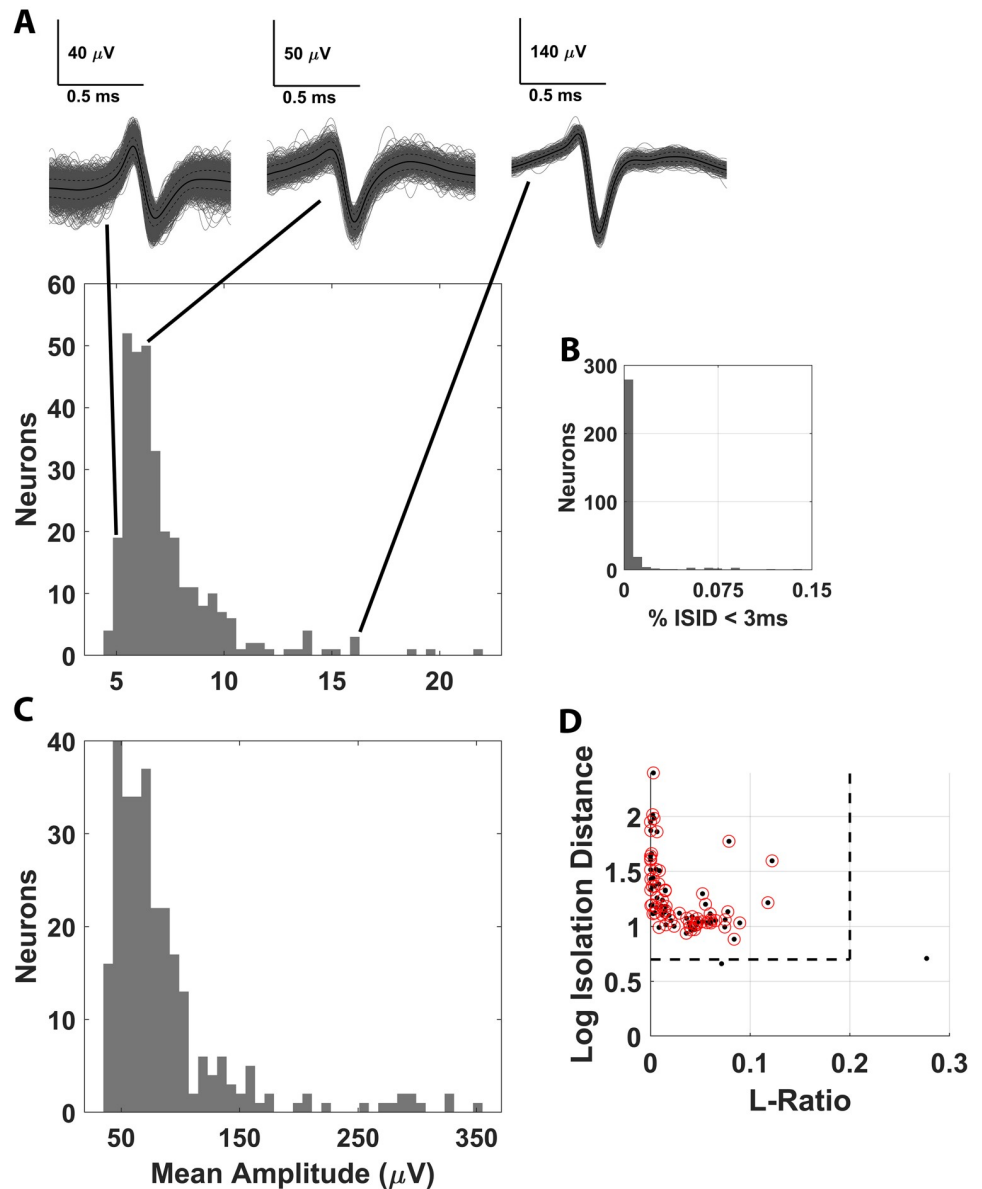 A
40 μV
0.5 ms
50 μV
0.5 ms
140 μV
0.5 ms
60
50
40
30
20
10
0
Neurons
5
10
15
20
B
300
200
100
0
Neurons
0
0.075
0.15
% ISID < 3ms
C
40
30
20
10
0
Neurons
50
150
250
350
Mean Amplitude (μV)
D
2
1.5
1
0.5
0
Log Isolation Distance
0
0.1
0.2
0.3
L-Ratio